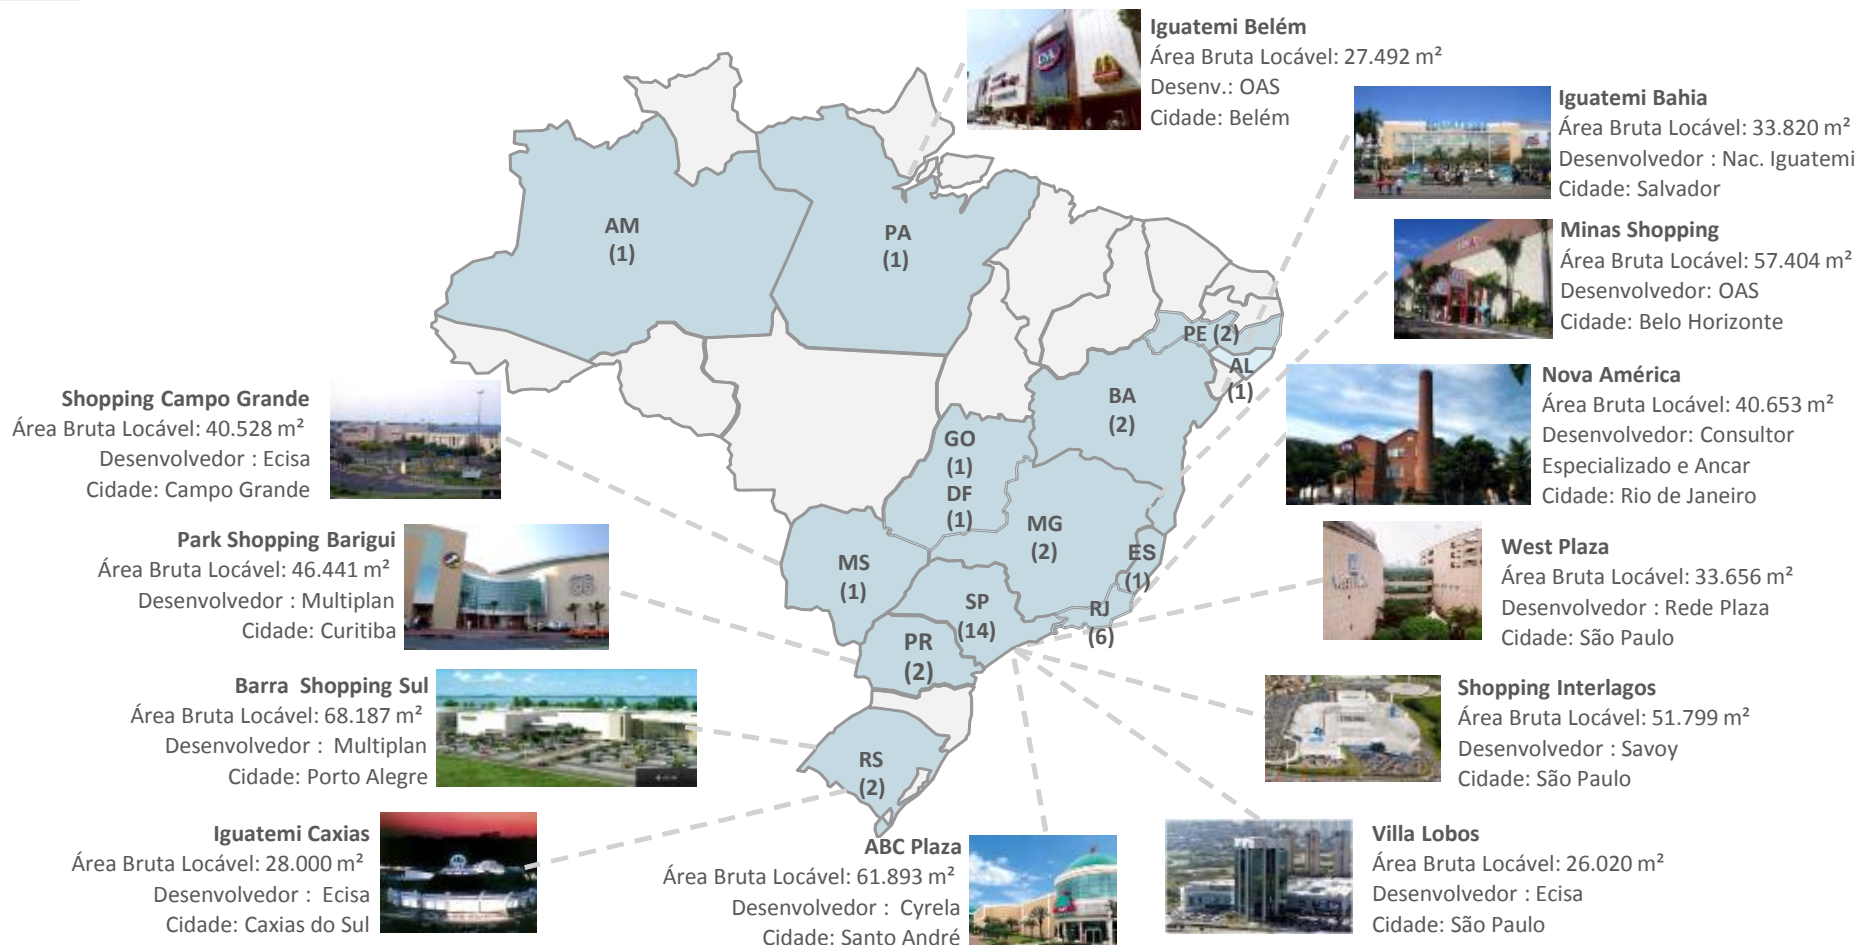 Iguatemi Belém
Área Bruta Locável: 27.492 m²
Desenv.: OAS
Cidade: Belém
Iguatemi Bahia
Área Bruta Locável: 33.820 m²
Desenvolvedor : Nac. Iguatemi
Cidade: Salvador
Minas Shopping
Área Bruta Locável: 57.404 m²
Desenvolvedor: OAS
Cidade: Belo Horizonte
Nova América
Área Bruta Locável: 40.653 m²
Desenvolvedor: Consultor
Especializado e Ancar
Cidade: Rio de Janeiro
West Plaza
Área Bruta Locável: 33.656 m²
Desenvolvedor : Rede Plaza
Cidade: São Paulo
Shopping Interlagos
Área Bruta Locável: 51.799 m²
Desenvolvedor : Savoy
Cidade: São Paulo
Villa Lobos
Área Bruta Locável: 26.020 m²
Desenvolvedor : Ecisa
Cidade: São Paulo
ABC Plaza
Área Bruta Locável: 61.893 m²
Desenvolvedor : Cyrela
Cidade: Santo André
Shopping Campo Grande
Área Bruta Locável: 40.528 m²
Desenvolvedor : Ecisa
Cidade: Campo Grande
Park Shopping Barigui
Área Bruta Locável: 46.441 m²
Desenvolvedor : Multiplan
Cidade: Curitiba
Barra Shopping Sul
Área Bruta Locável: 68.187 m²
Desenvolvedor : Multiplan
Cidade: Porto Alegre
Iguatemi Caxias
Área Bruta Locável: 28.000 m²
Desenvolvedor : Ecisa
Cidade: Caxias do Sul
AM
(1)
PA
(1)
PE (2)
AL
(1)
BA
(2)
GO
(1)
DF
(1)
MG
(2)
ES
(1)
MS
(1)
SP
(14)
RJ
(6)
PR
(2)
RS
(2)